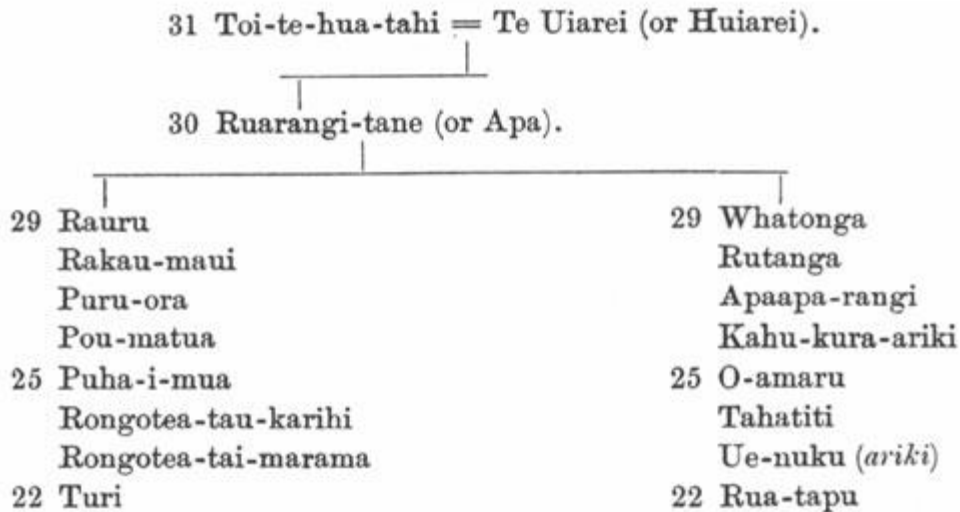 31 Toi-te-hua-tahi = Te Uiarei (or Huiarei).
30 Ruarangi-tane (or Apa).
29 Rauru 29 Whatonga
Rakau-maui Rutanga
Puru-ora Apaapa-rangi
Pou-matua Kahu-kura-ariki
25 Puha-i-mua 25 O-amaru
Rongotea-tau-karihi Tahatiti
Rongotea-tai-marama Ue-nuku (ariki)
22 Turi 22 Rua-tapu